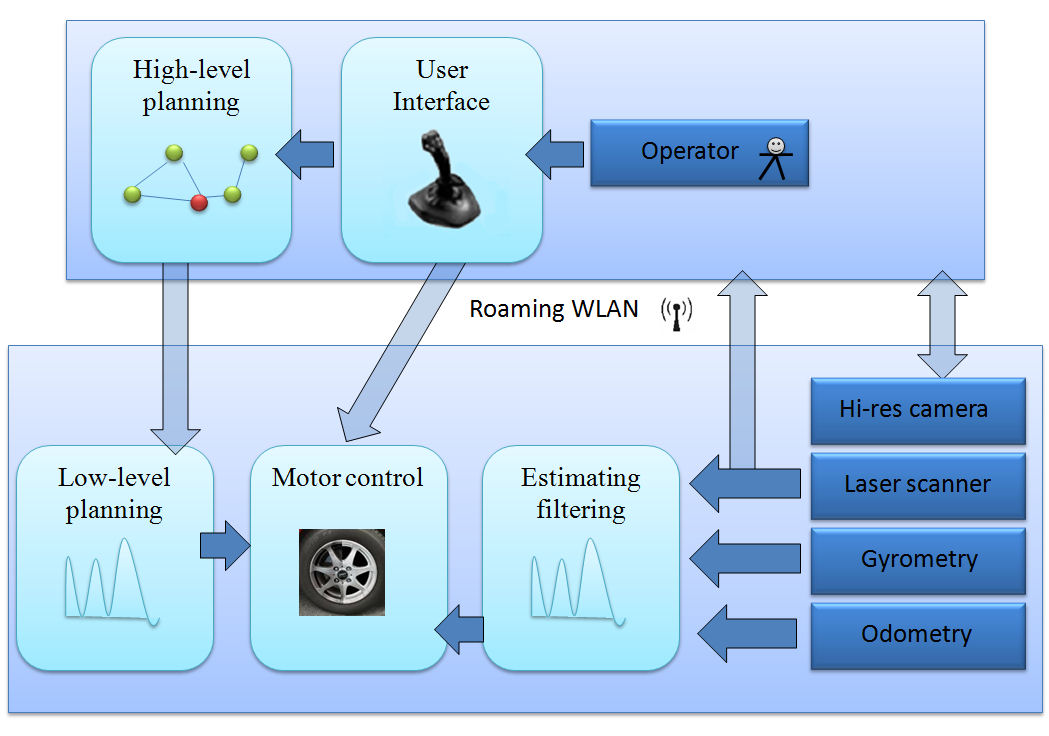 High-level
planning
User
Interface
Operator
Roaming WLAN
Hi-res camera
Low-level
planning
Motor control
Estimating
filtering
Laser scanner
Gyrometry
Odometry